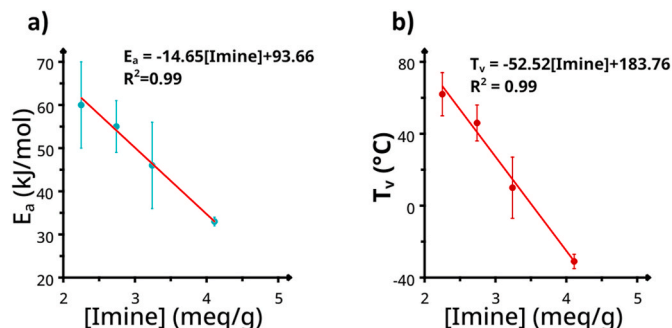 a)
Eₐ = -14.65[Imine]+93.66
R²=0.99
Eₐ (kJ/mol)
70
60
50
40
30
20
2
3
4
5
[Imine] (meq/g)
b)
Tᵥ = -52.52[Imine]+183.76
R² = 0.99
Tᵥ (°C)
80
40
0
-40
2
3
4
5
[Imine] (meq/g)